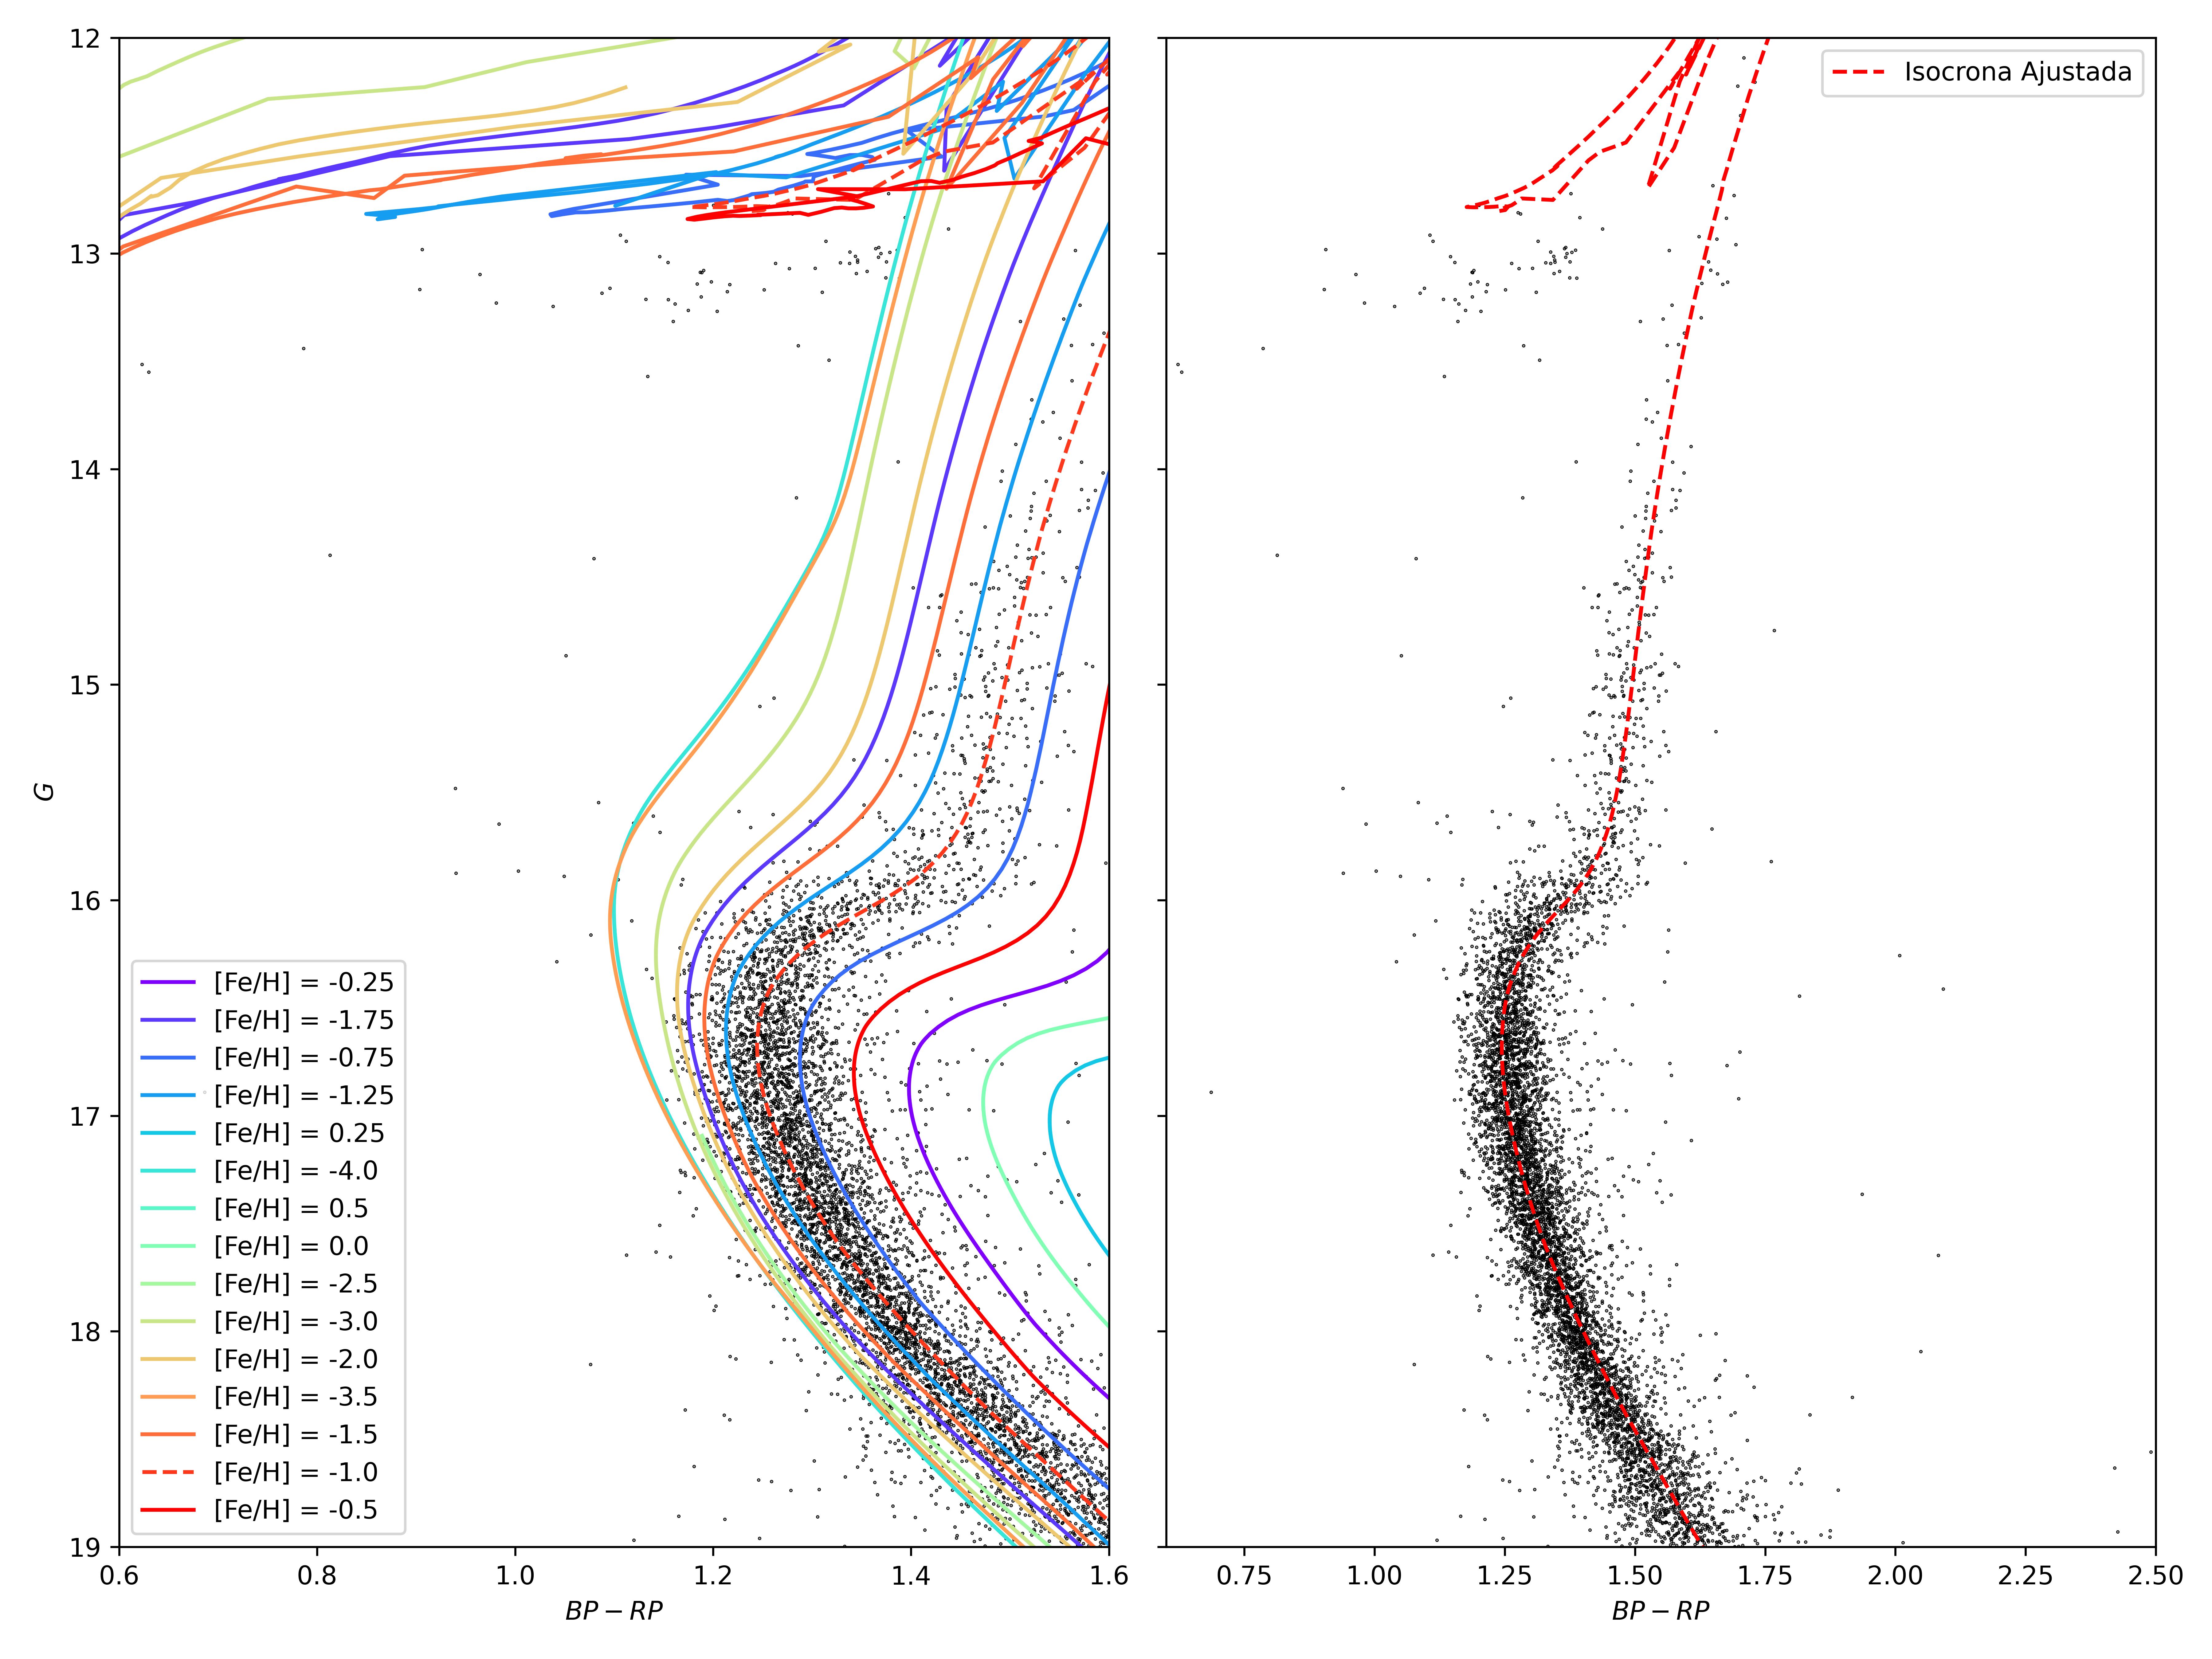 12
13
14
15
16
17
18
19
G
0.6 0.8 1.0 1.2 1.4 1.6
BP − RP
[Fe/H] = -0.25
[Fe/H] = -1.75
[Fe/H] = -0.75
[Fe/H] = -1.25
[Fe/H] = 0.25
[Fe/H] = -4.0
[Fe/H] = 0.5
[Fe/H] = 0.0
[Fe/H] = -2.5
[Fe/H] = -3.0
[Fe/H] = -2.0
[Fe/H] = -3.5
[Fe/H] = -1.5
[Fe/H] = -1.0
[Fe/H] = -0.5
Isocrona Ajustada
0.75 1.00 1.25 1.50 1.75 2.00 2.25 2.50
BP − RP